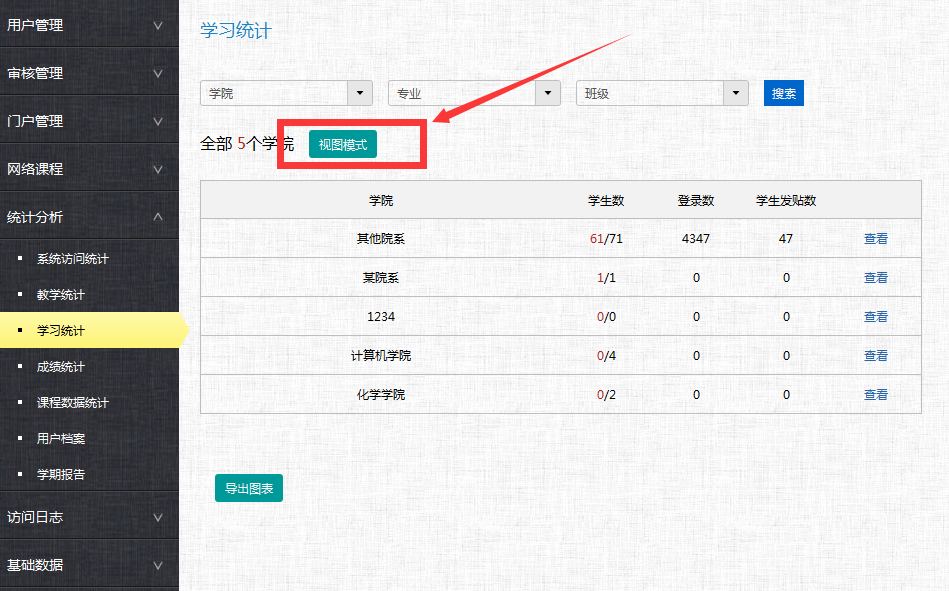 用户管理
审核管理
门户管理
网络课程
统计分析
系统访问统计
教学统计
学习统计
成绩统计
课程数据统计
用户档案
学期报告
访问日志
基础数据
学习统计
学院 专业 班级 搜索
全部 5个学院 视图模式
学院 学生数 登录数 学生发贴数
其他院系 61/71 4347 47 查看
某院系 1/1 0 0 查看
1234 0/0 0 0 查看
计算机学院 0/4 0 0 查看
化学学院 0/2 0 0 查看
导出图表